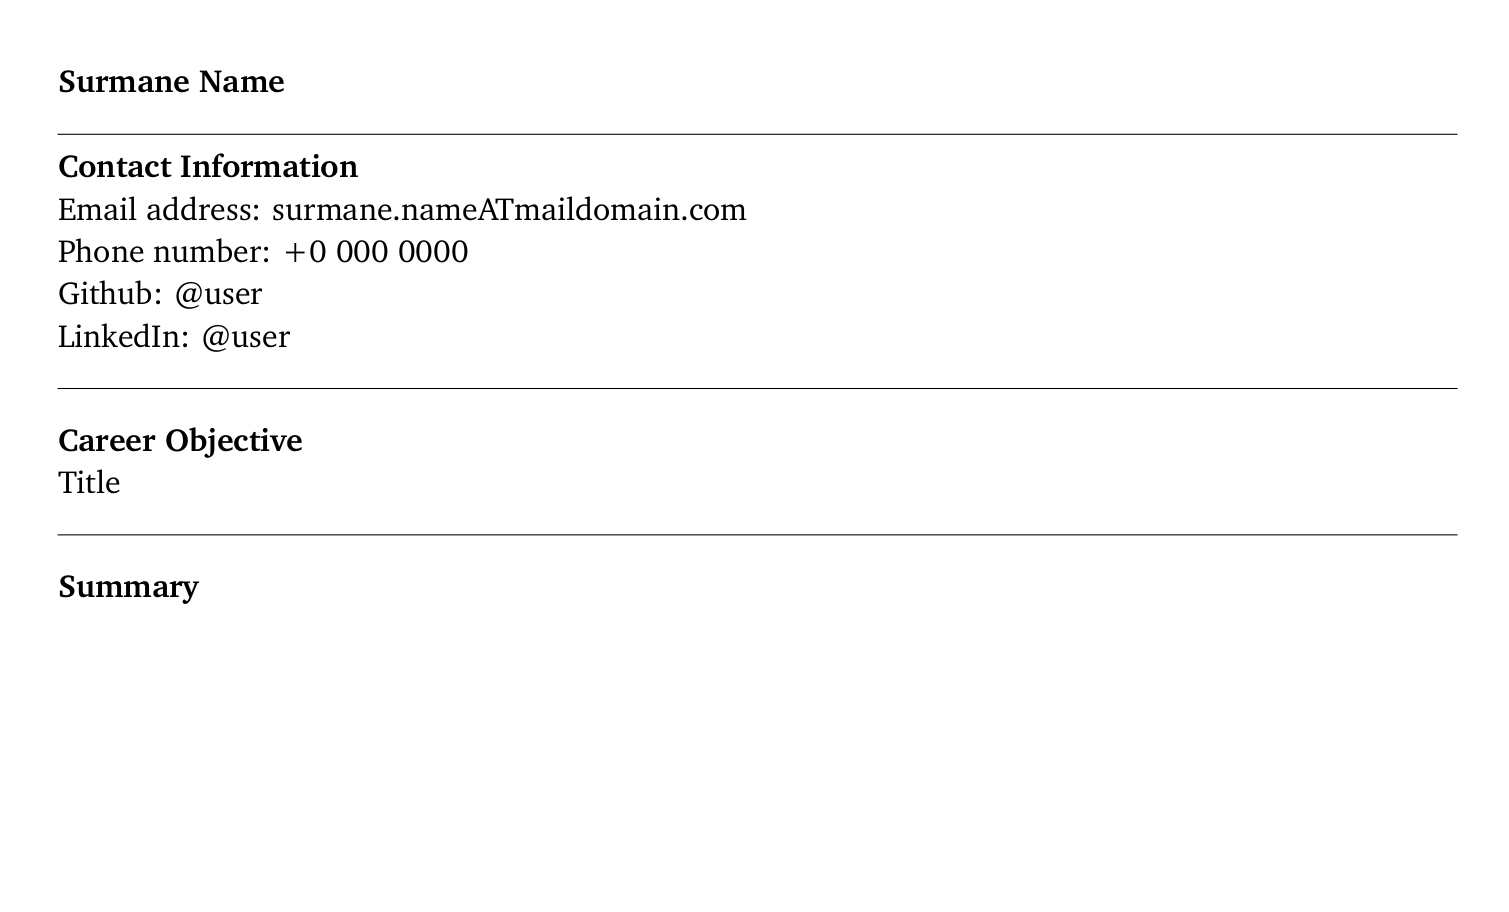 Surmane Name
Contact Information
Email address: surmane.nameATmaildomain.com
Phone number: +0 000 0000
Github: @user
LinkedIn: @user
Career Objective
Title
Summary